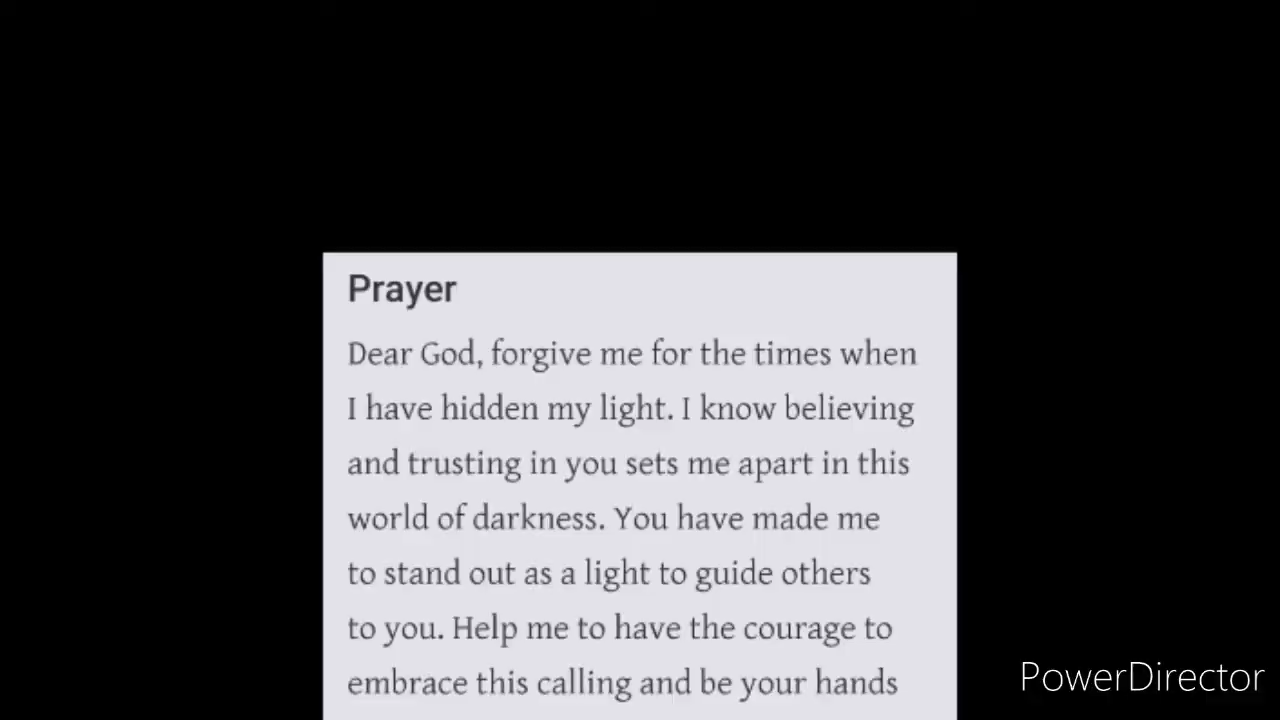 Prayer
Dear God, forgive me for the times when
I have hidden my light. I know believing
and trusting in you sets me apart in this
world of darkness. You have made me
to stand out as a light to guide others
to you. Help me to have the courage to
embrace this calling and be your hands
PowerDirector